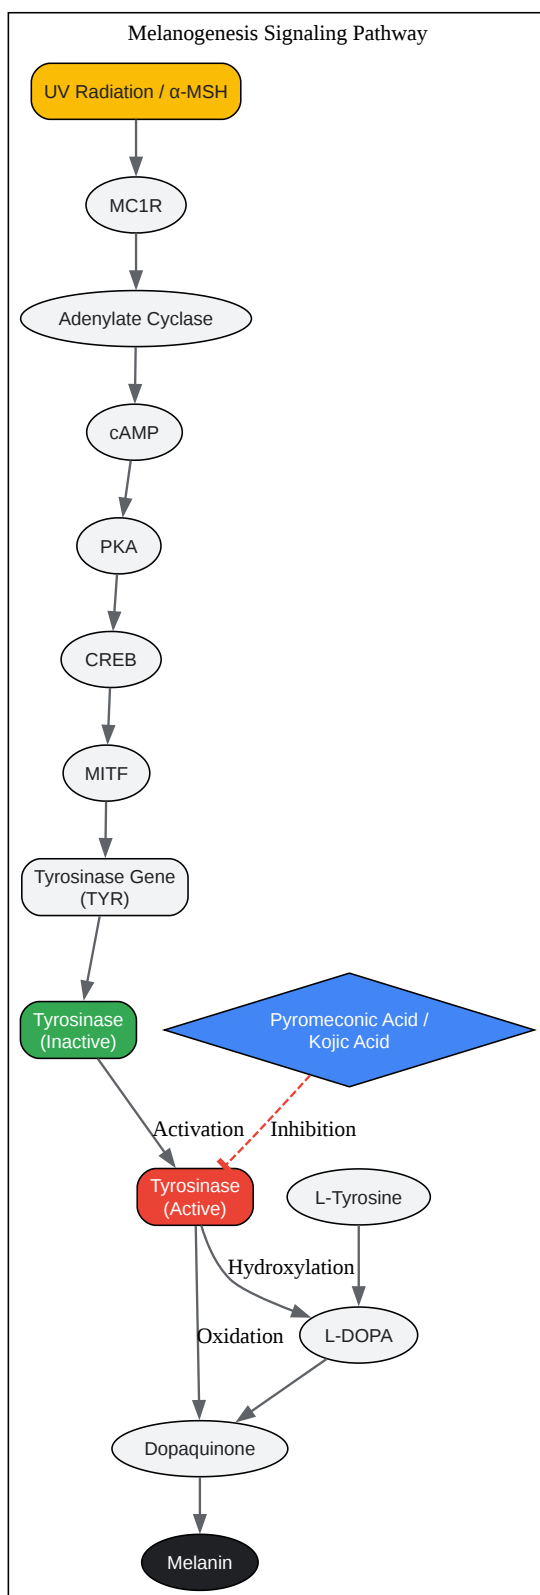 Melanogenesis Signaling Pathway
UV Radiation / α-MSH
MC1R
Adenylate Cyclase
cAMP
PKA
CREB
MITF
Tyrosinase Gene
(TYR)
Tyrosinase
(Inactive)
Pyromeconic Acid /
Kojic Acid
Activation
Inhibition
Tyrosinase
(Active)
L-Tyrosine
Hydroxylation
Oxidation
L-DOPA
Dopaquinone
Melanin